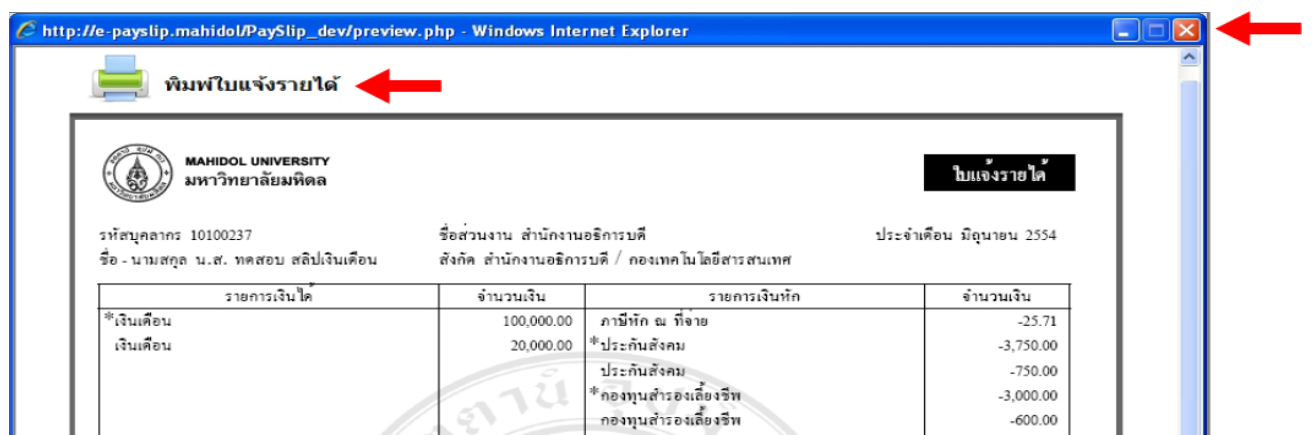 http://e-payslip.mahidol/PaySlip_dev/preview.php - Windows Internet Explorer
พิมพ์ใบแจ้งรายได้
MAHIDOL UNIVERSITY
มหาวิทยาลัยมหิดล
ใบแจ้งรายได้
รหัสบุคลากร 10100237 ชื่อส่วนงาน สำนักงานอธิการบดี ประจำเดือน มิถุนายน 2554
ชื่อ - นามสกุล น.ส. ทดสอบ สลิปเงินเดือน สังกัด สำนักงานอธิการบดี / กองเทคโนโลยีสารสนเทศ
รายการเงินได้ จำนวนเงิน รายการเงินหัก จำนวนเงิน
*เงินเดือน 100,000.00 ภาษีหัก ณ ที่จ่าย -25.71
เงินเดือน 20,000.00 *ประกันสังคม -3,750.00
ประกันสังคม -750.00
*กองทุนสำรองเลี้ยงชีพ -3,000.00
กองทุนสำรองเลี้ยงชีพ -600.00